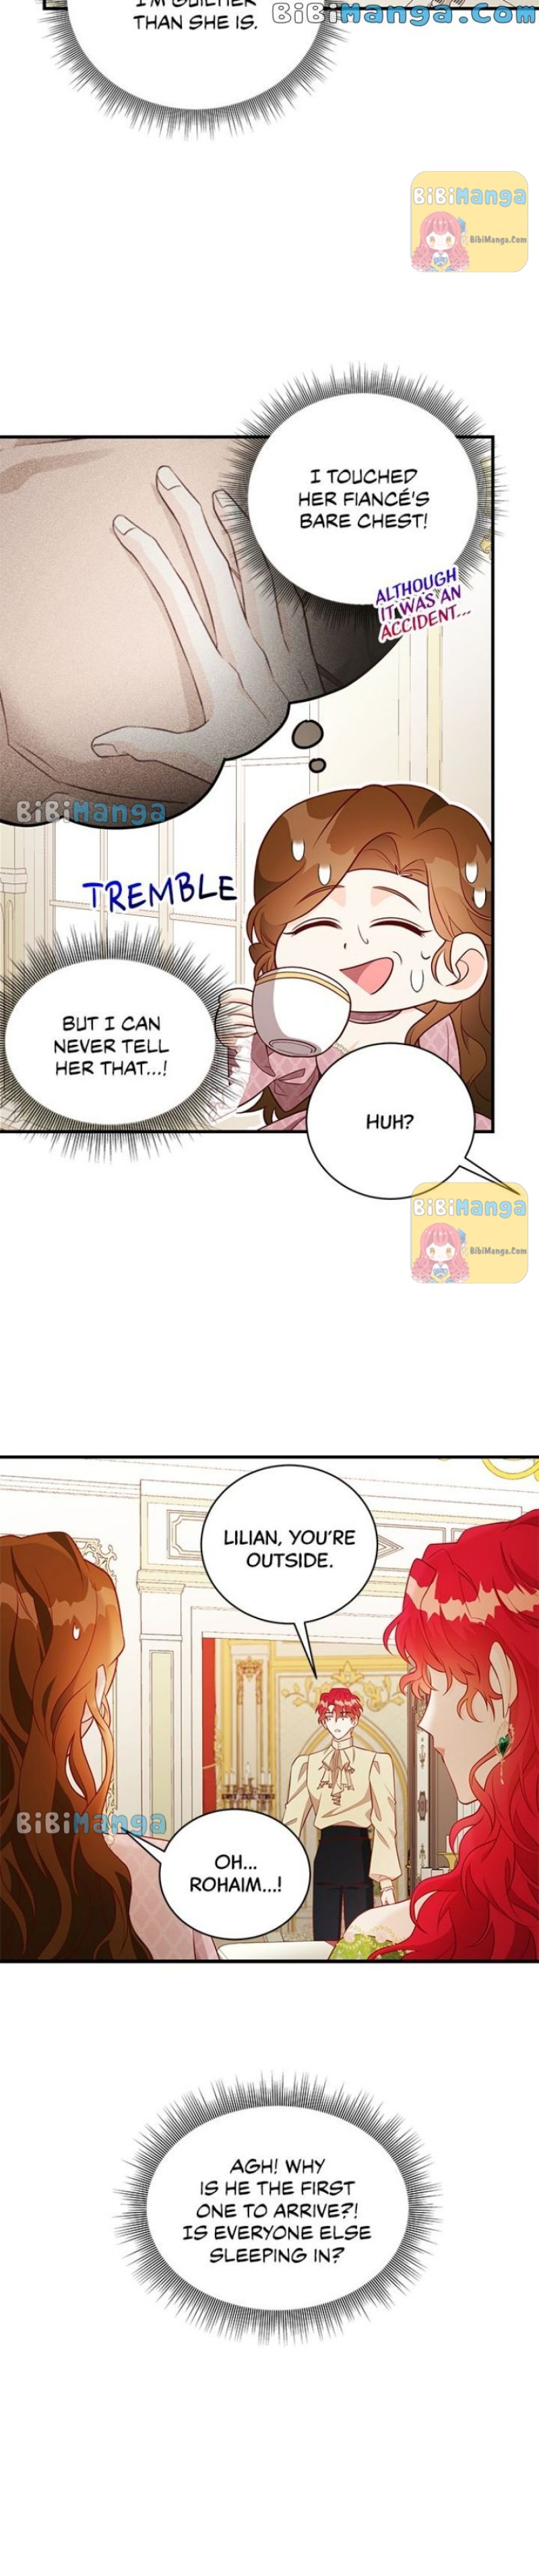 I'M GUILTIER
THAN SHE IS.
BiBiManga.Com
BiBiManga
BibiManga.Com
I TOUCHED
HER FIANCÉ'S
BARE CHEST!
ALTHOUGH
IT WAS AN
ACCIDENT...
BiBiManga
TREMBLE
BUT I CAN
NEVER TELL
HER THAT...!
HUH?
BiBiManga
BibiManga.Com
LILIAN, YOU'RE
OUTSIDE.
BiBiManga
OH...
ROHAIM...!
AGH! WHY
IS HE THE FIRST
ONE TO ARRIVE?!
IS EVERYONE ELSE
SLEEPING IN?